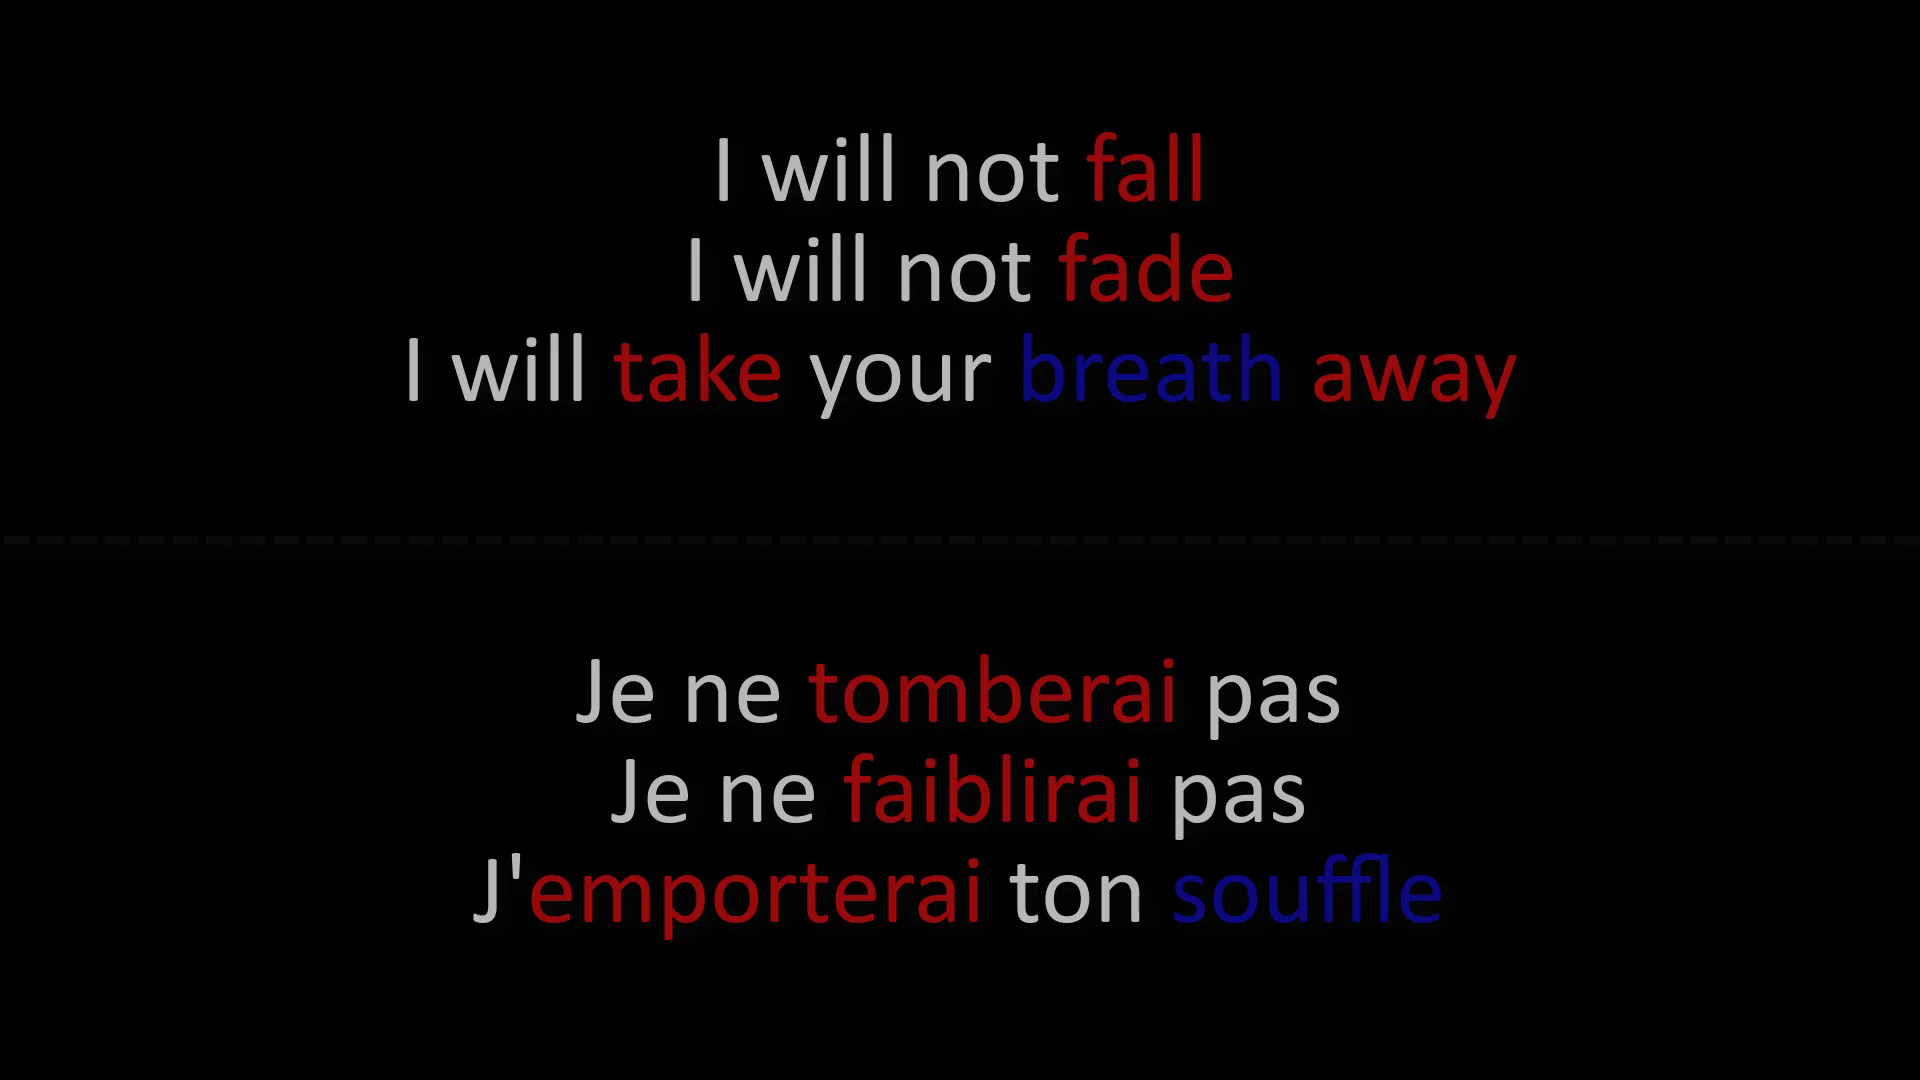 I will not fall
I will not fade
I will take your breath away
Je ne tomberai pas
Je ne faiblirai pas
J'emporterai ton souffle